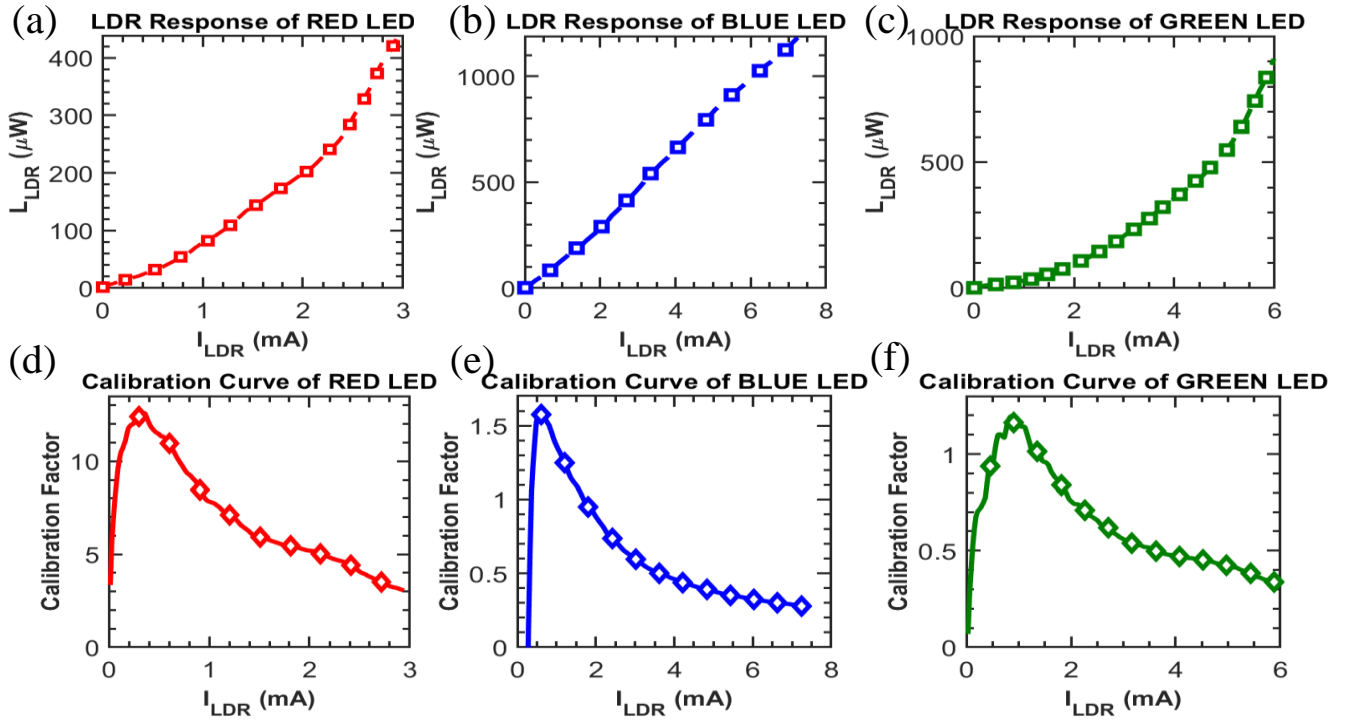 (a)
LDR Response of RED LED
400
300
200
100
0
L_LDR (μW)
0 1 2 3
I_LDR (mA)
(b)
LDR Response of BLUE LED
1000
500
0
L_LDR (μW)
0 2 4 6 8
I_LDR (mA)
(c)
LDR Response of GREEN LED
1000
500
0
L_LDR (μW)
0 2 4 6
I_LDR (mA)
(d)
Calibration Curve of RED LED
10
5
0
Calibration Factor
0 1 2 3
I_LDR (mA)
(e)
Calibration Curve of BLUE LED
1.5
1
0.5
0
Calibration Factor
0 2 4 6 8
I_LDR (mA)
(f)
Calibration Curve of GREEN LED
1
0.5
0
Calibration Factor
0 2 4 6
I_LDR (mA)